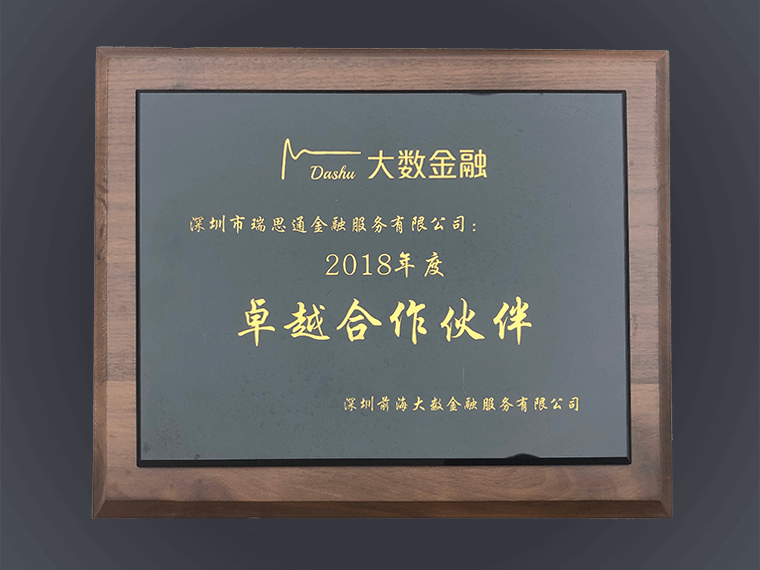 Dashu 大数金融
深圳市瑞思通金融服务有限公司：
2018年度
卓越合作伙伴
深圳前海大数金融服务有限公司